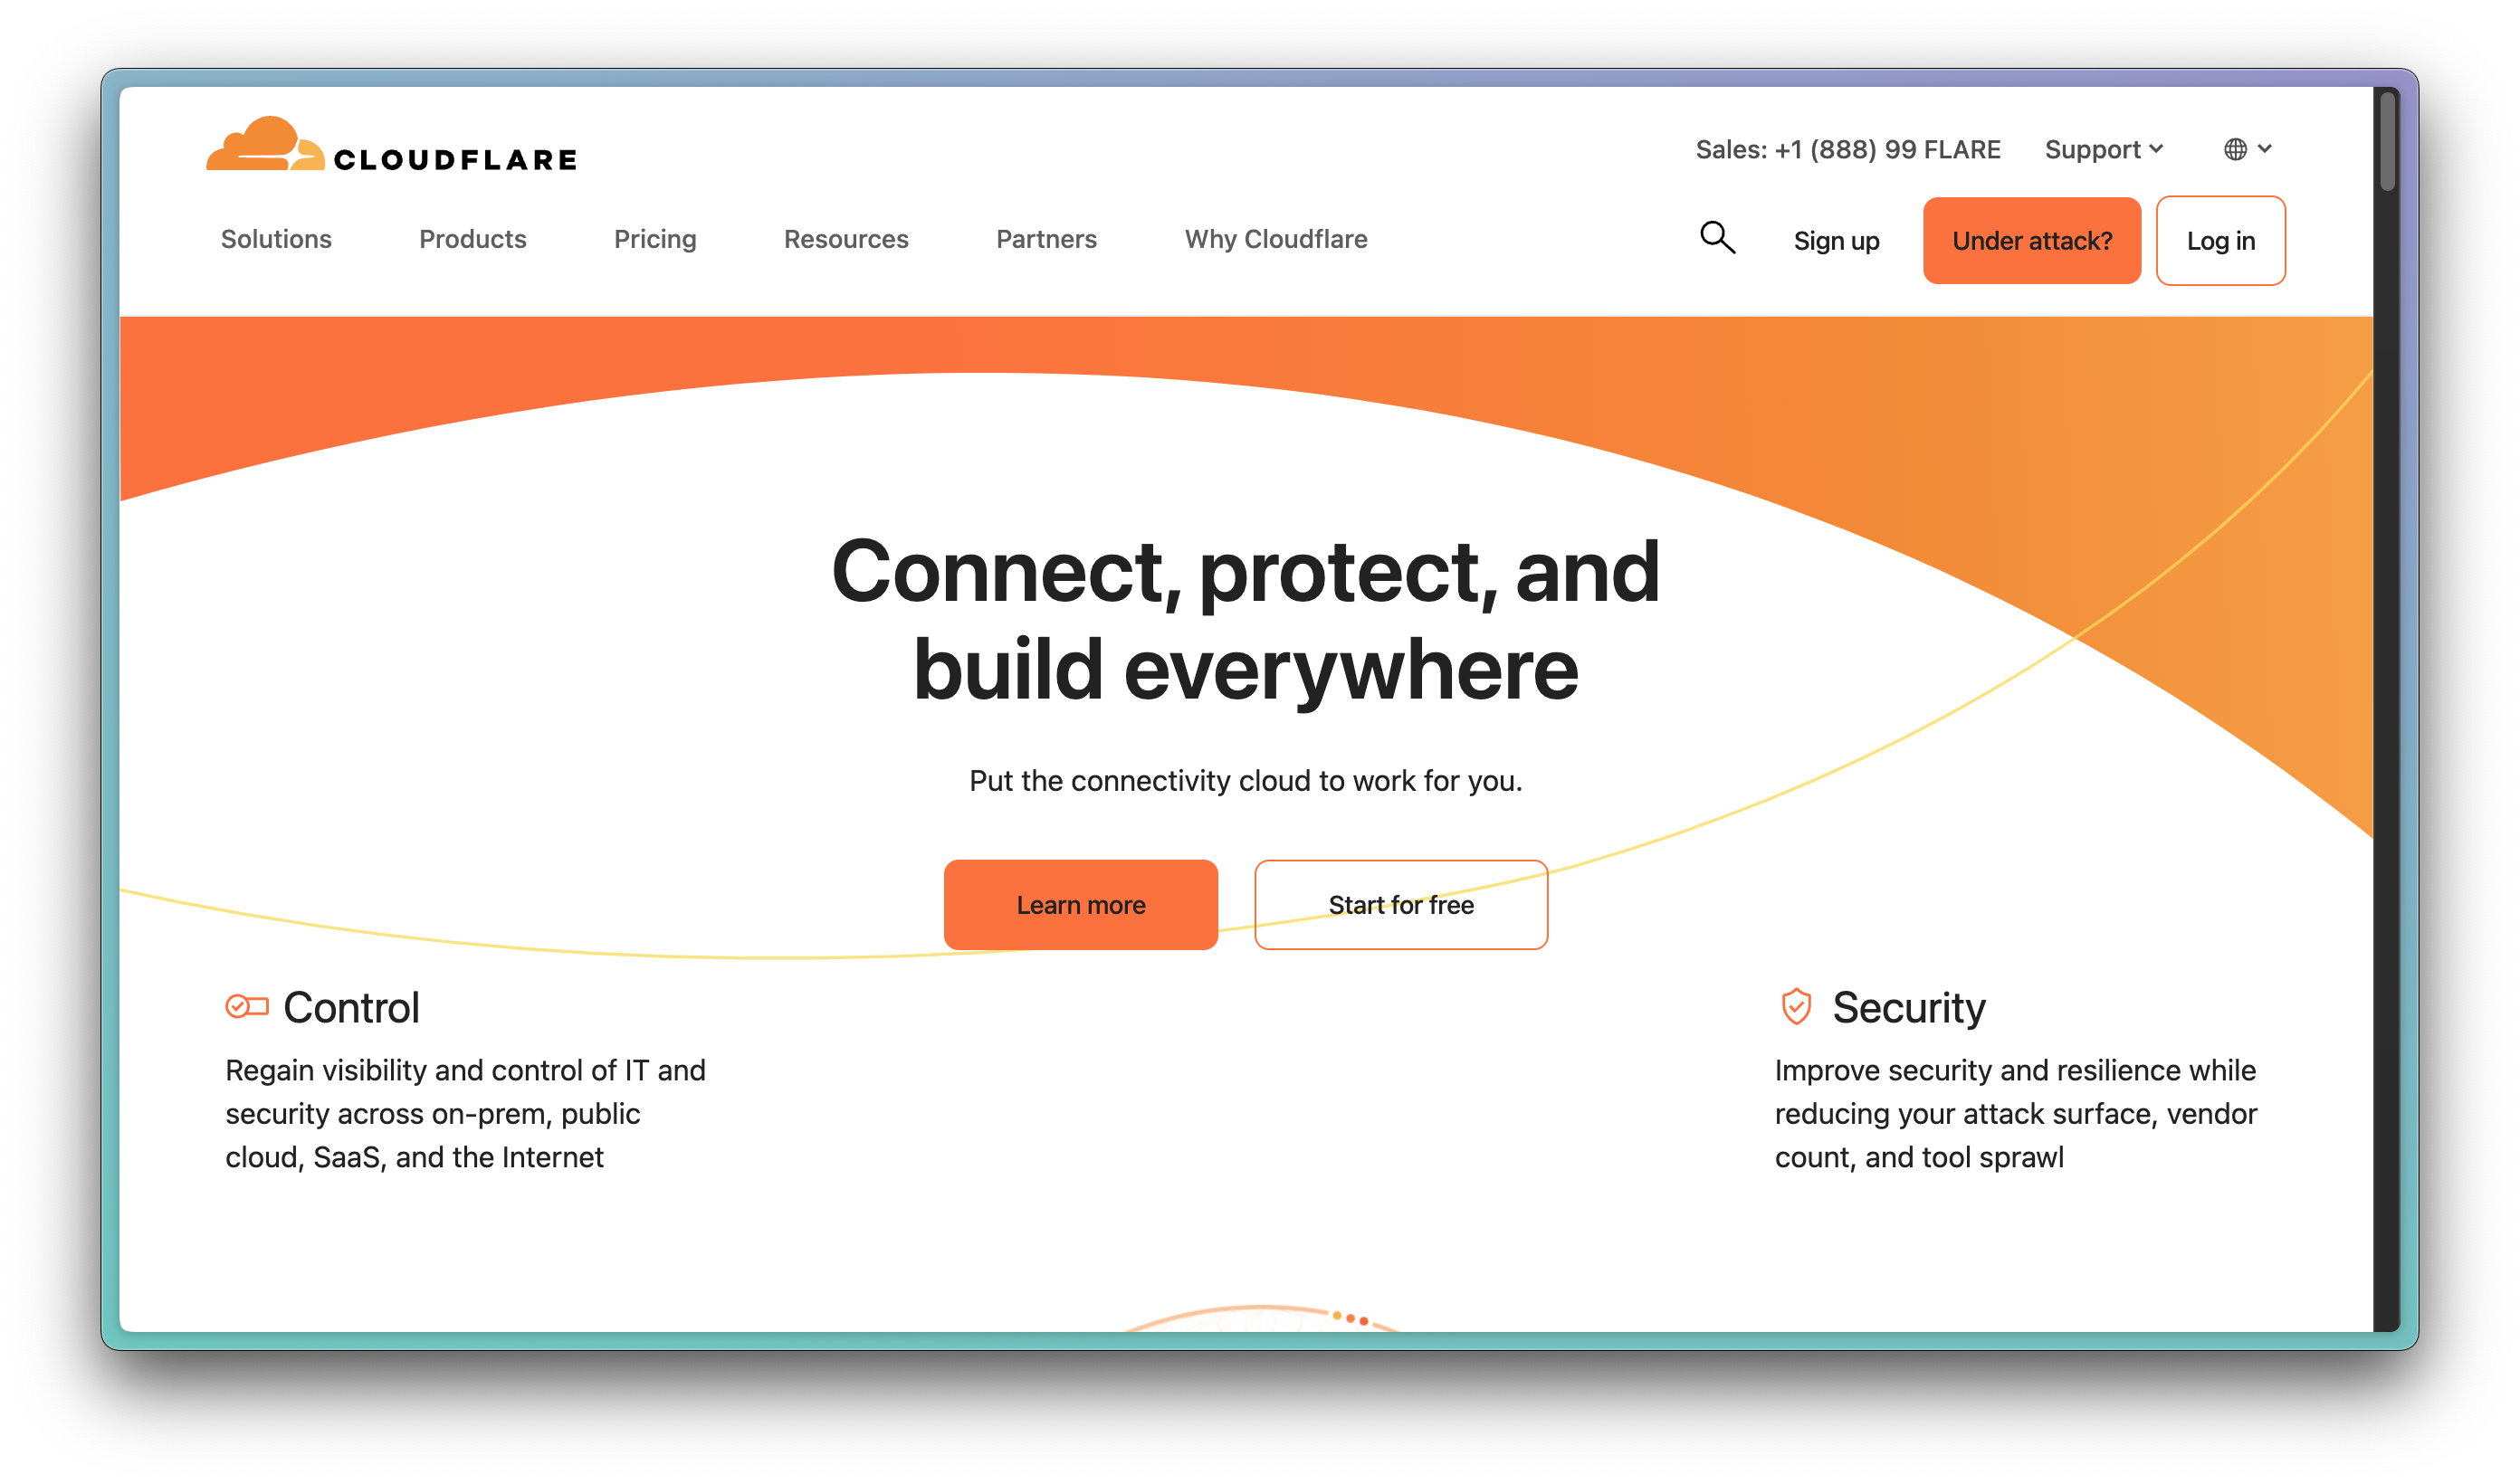 CLOUDFLARE
Sales: +1 (888) 99 FLARE
Support
Solutions
Products
Pricing
Resources
Partners
Why Cloudflare
Sign up
Under attack?
Log in
Connect, protect, and
build everywhere
Put the connectivity cloud to work for you.
Learn more
Start for free
Control
Regain visibility and control of IT and
security across on-prem, public
cloud, SaaS, and the Internet
Security
Improve security and resilience while
reducing your attack surface, vendor
count, and tool sprawl